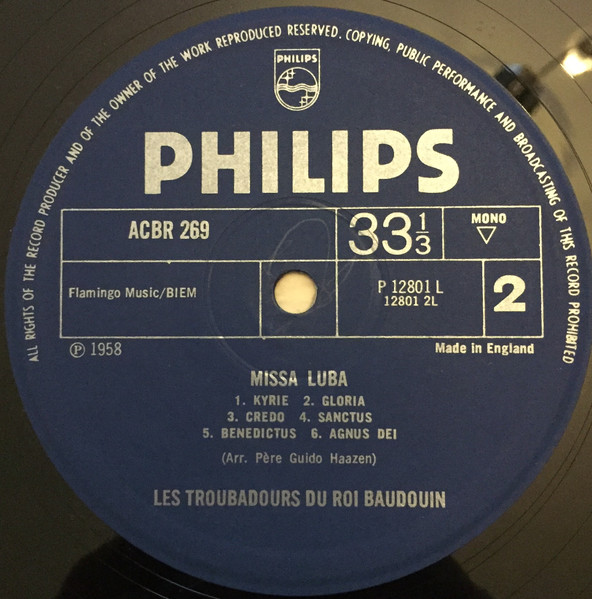 ALL RIGHTS OF THE RECORD PRODUCER AND OF THE OWNER OF THE WORK REPRODUCED RESERVED. COPYING, PUBLIC PERFORMANCE AND BROADCASTING OF THIS RECORD PROHIBITED
PHILIPS
PHILIPS
ACBR 269
33 1/3
MONO
Flamingo Music/BIEM
P 12801 L
12801 2L
2
Ⓟ 1958
Made in England
MISSA LUBA
1. KYRIE 2. GLORIA
3. CREDO 4. SANCTUS
5. BENEDICTUS 6. AGNUS DEI
(Arr. Père Guido Haazen)
LES TROUBADOURS DU ROI BAUDOUIN